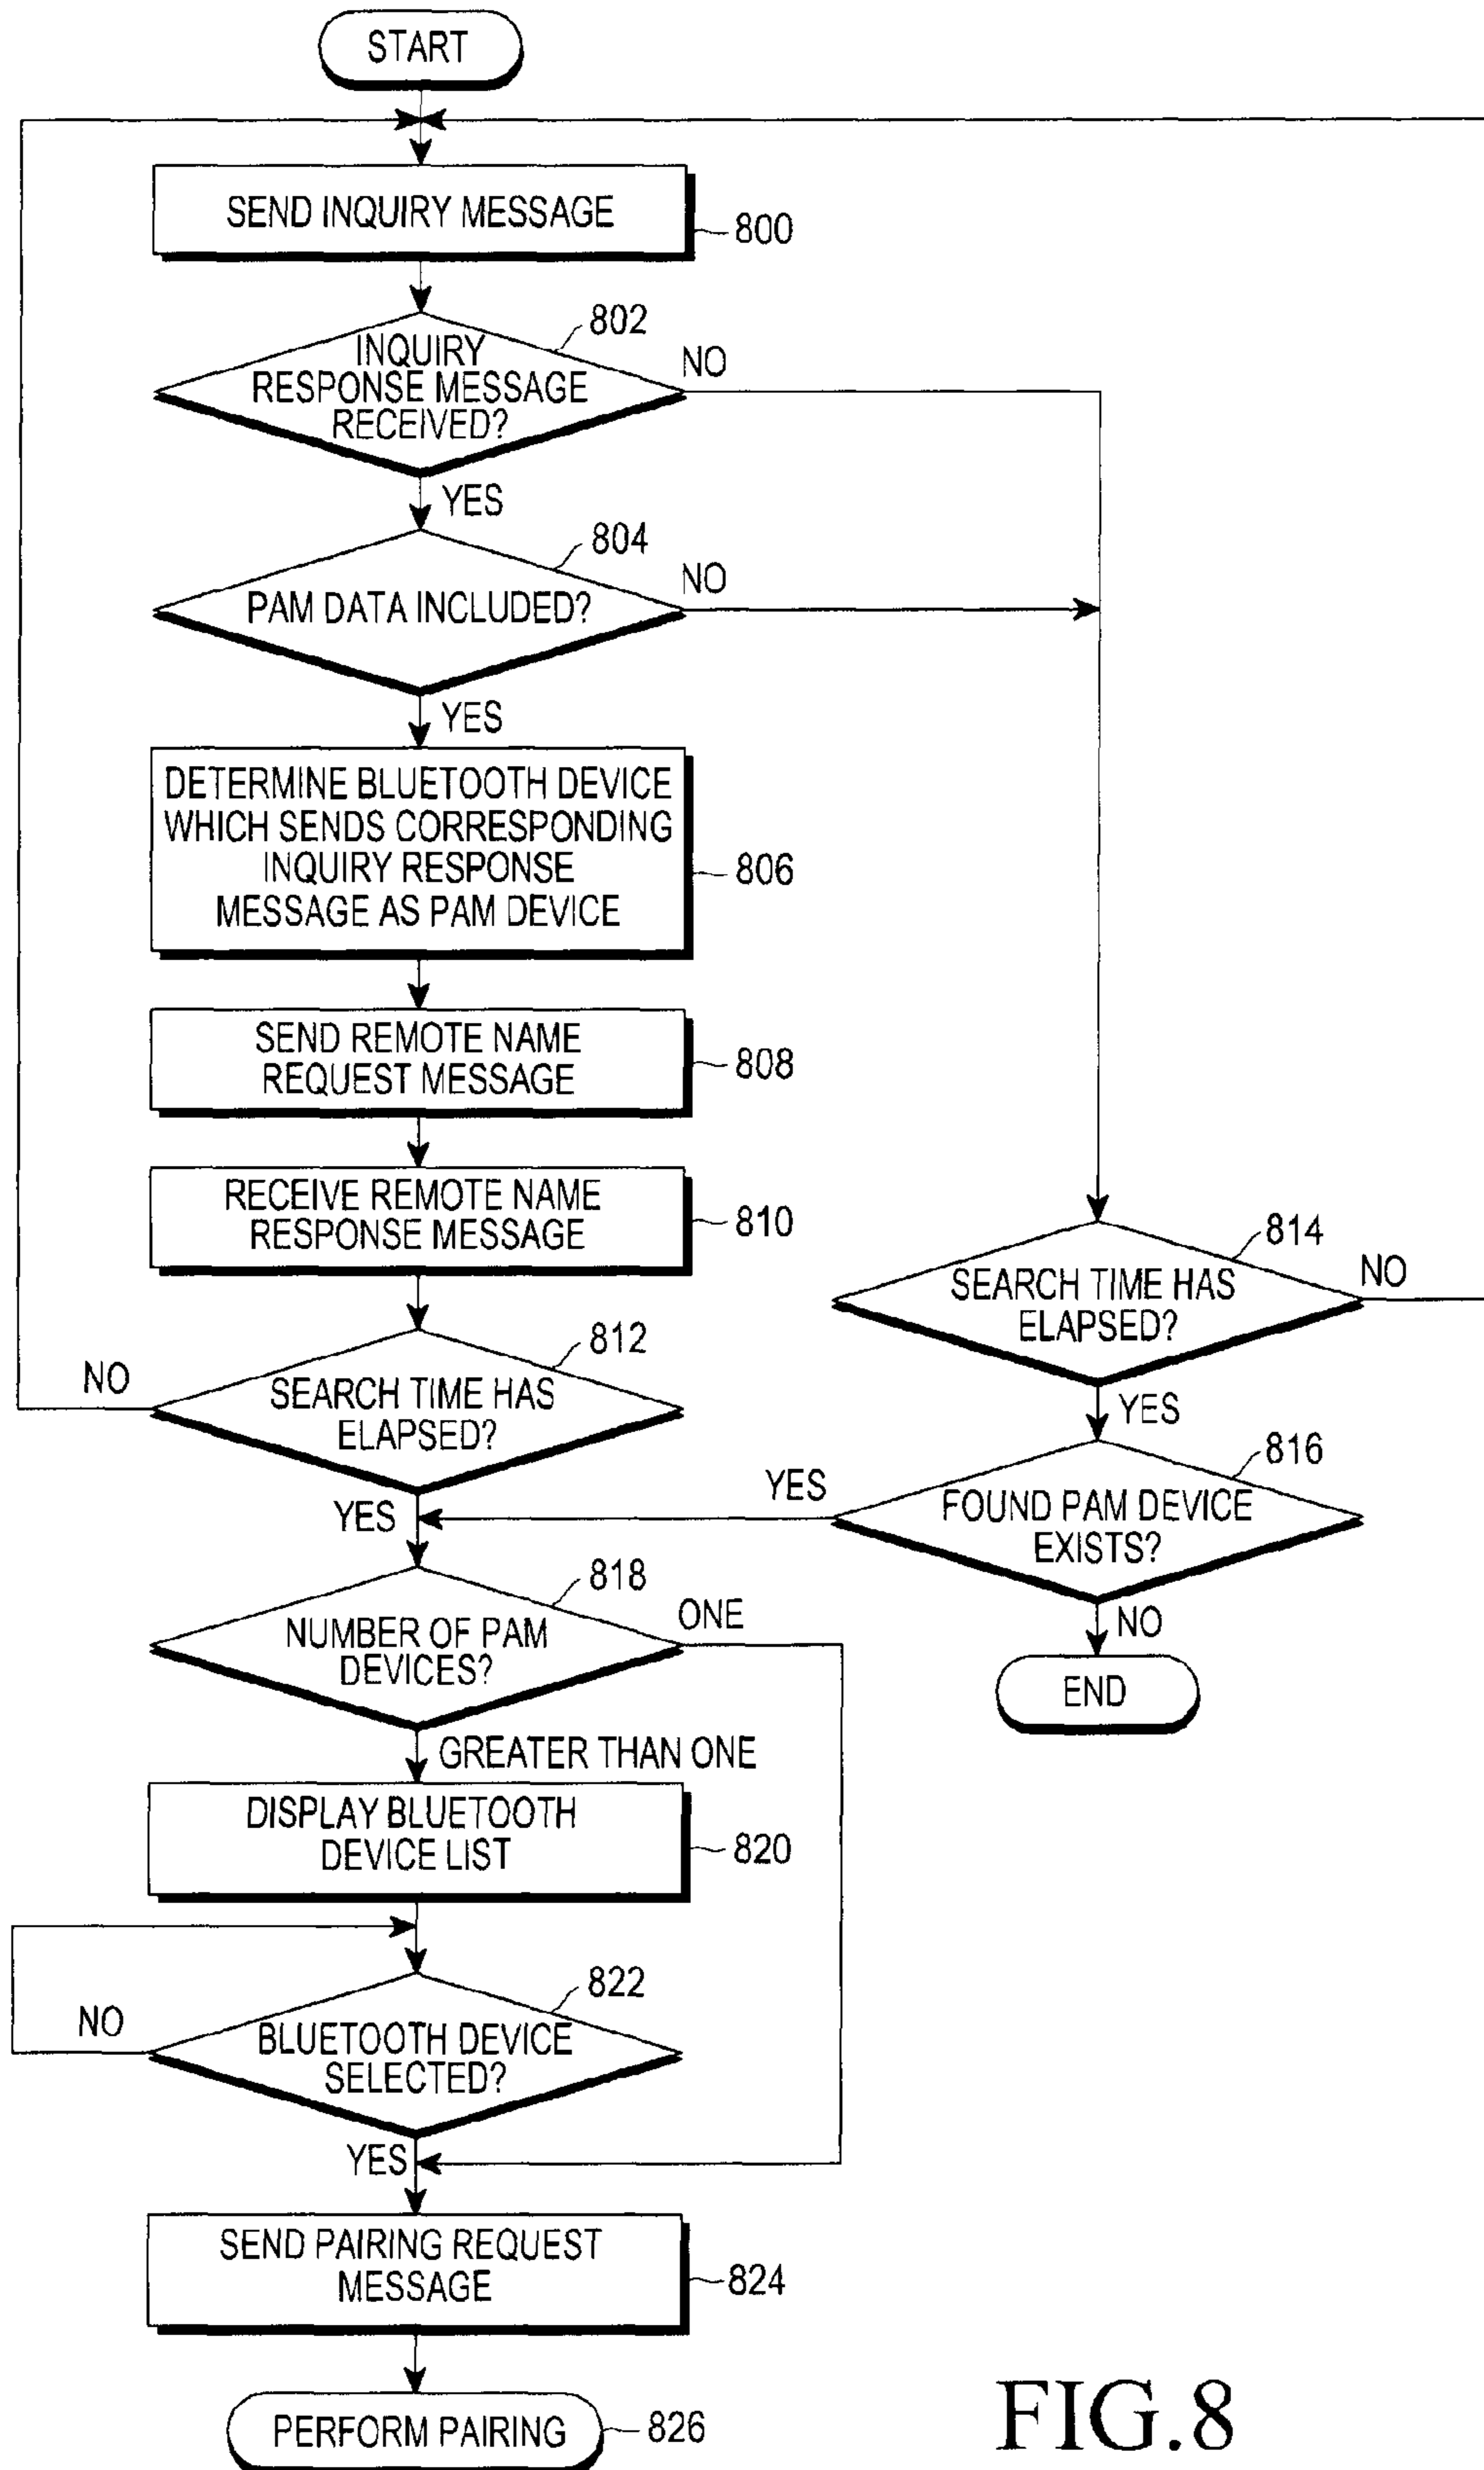 START
SEND INQUIRY MESSAGE
800
802
INQUIRY
RESPONSE MESSAGE
RECEIVED?
NO
YES
804
PAM DATA INCLUDED?
NO
YES
DETERMINE BLUETOOTH DEVICE
WHICH SENDS CORRESPONDING
INQUIRY RESPONSE
MESSAGE AS PAM DEVICE
806
SEND REMOTE NAME
REQUEST MESSAGE
808
RECEIVE REMOTE NAME
RESPONSE MESSAGE
810
814
SEARCH TIME HAS
ELAPSED?
NO
YES
812
SEARCH TIME HAS
ELAPSED?
NO
YES
816
FOUND PAM DEVICE
EXISTS?
YES
NO
END
818
NUMBER OF PAM
DEVICES?
ONE
GREATER THAN ONE
DISPLAY BLUETOOTH
DEVICE LIST
820
822
BLUETOOTH DEVICE
SELECTED?
NO
YES
SEND PAIRING REQUEST
MESSAGE
824
PERFORM PAIRING
826
FIG.8